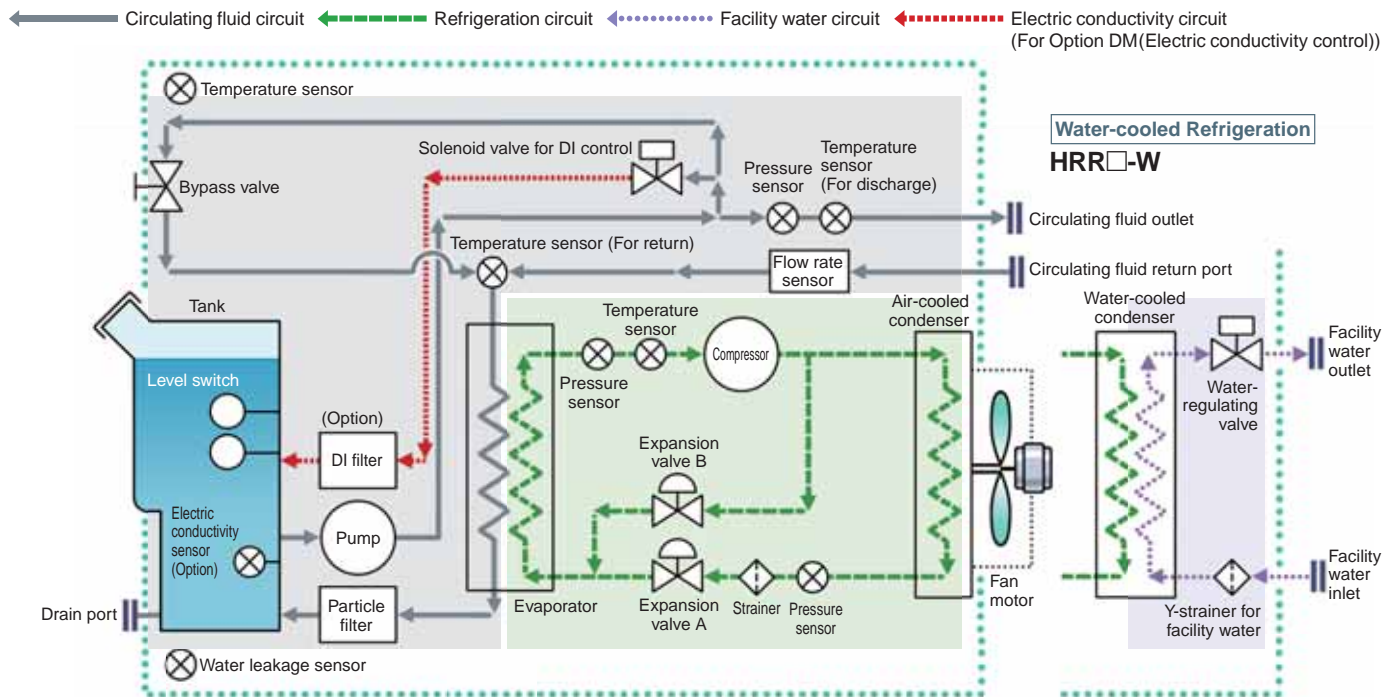 Circulating fluid circuit
Refrigeration circuit
Facility water circuit
Electric conductivity circuit
(For Option DM(Electric conductivity control))
Temperature sensor
Water-cooled Refrigeration
HRR□-W
Solenoid valve for DI control
Pressure
sensor
Temperature
sensor
(For discharge)
Bypass valve
Circulating fluid outlet
Temperature sensor (For return)
Flow rate
sensor
Circulating fluid return port
Tank
Temperature
sensor
Air-cooled
condenser
Water-cooled
condenser
Compressor
Facility
water
outlet
Level switch
Pressure
sensor
Water-
regulating
valve
(Option)
DI filter
Expansion
valve B
Electric
conductivity
sensor
(Option)
Pump
Facility
water
inlet
Drain port
Particle
filter
Evaporator
Expansion
valve A
Strainer
Pressure
sensor
Fan
motor
Y-strainer for
facility water
Water leakage sensor